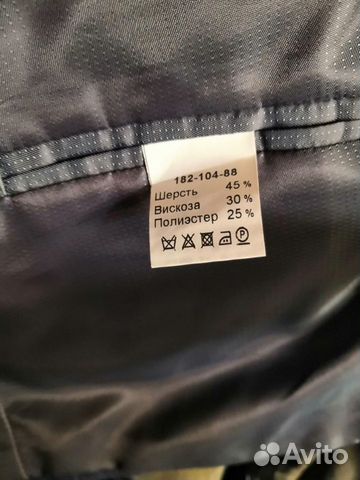 182-104-88
Шерсть 45 %
Вискоза 30 %
Полиэстер 25 %
P
Avito